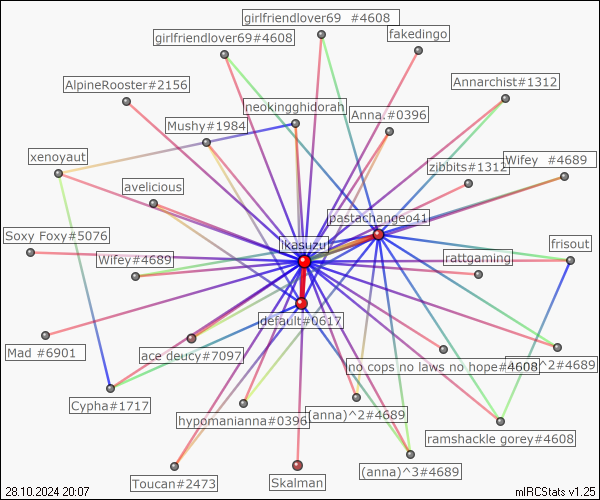 girlfriendlover69 #4608
girlfriendlover69#4608
fakedingo
AlpineRooster#2156
Annarchist#1312
neokingghidorah
Anna.#0396
Mushy#1984
xenoyaut
zibbits#1312
Wifey #4689
avelicious
pastachangeo41
Soxy Foxy#5076
ikasuzu
frisout
Wifey#4689
rattgaming
default#0617
Mad #6901
ace deucy#7097
no cops no laws no hope#4608
)^2#4689
Cypha#1717
hypomanianna#0396
(anna)^2#4689
ramshackle gorey#4608
(anna)^3#4689
Toucan#2473
Skalman
28.10.2024 20:07
mIRCStats v1.25